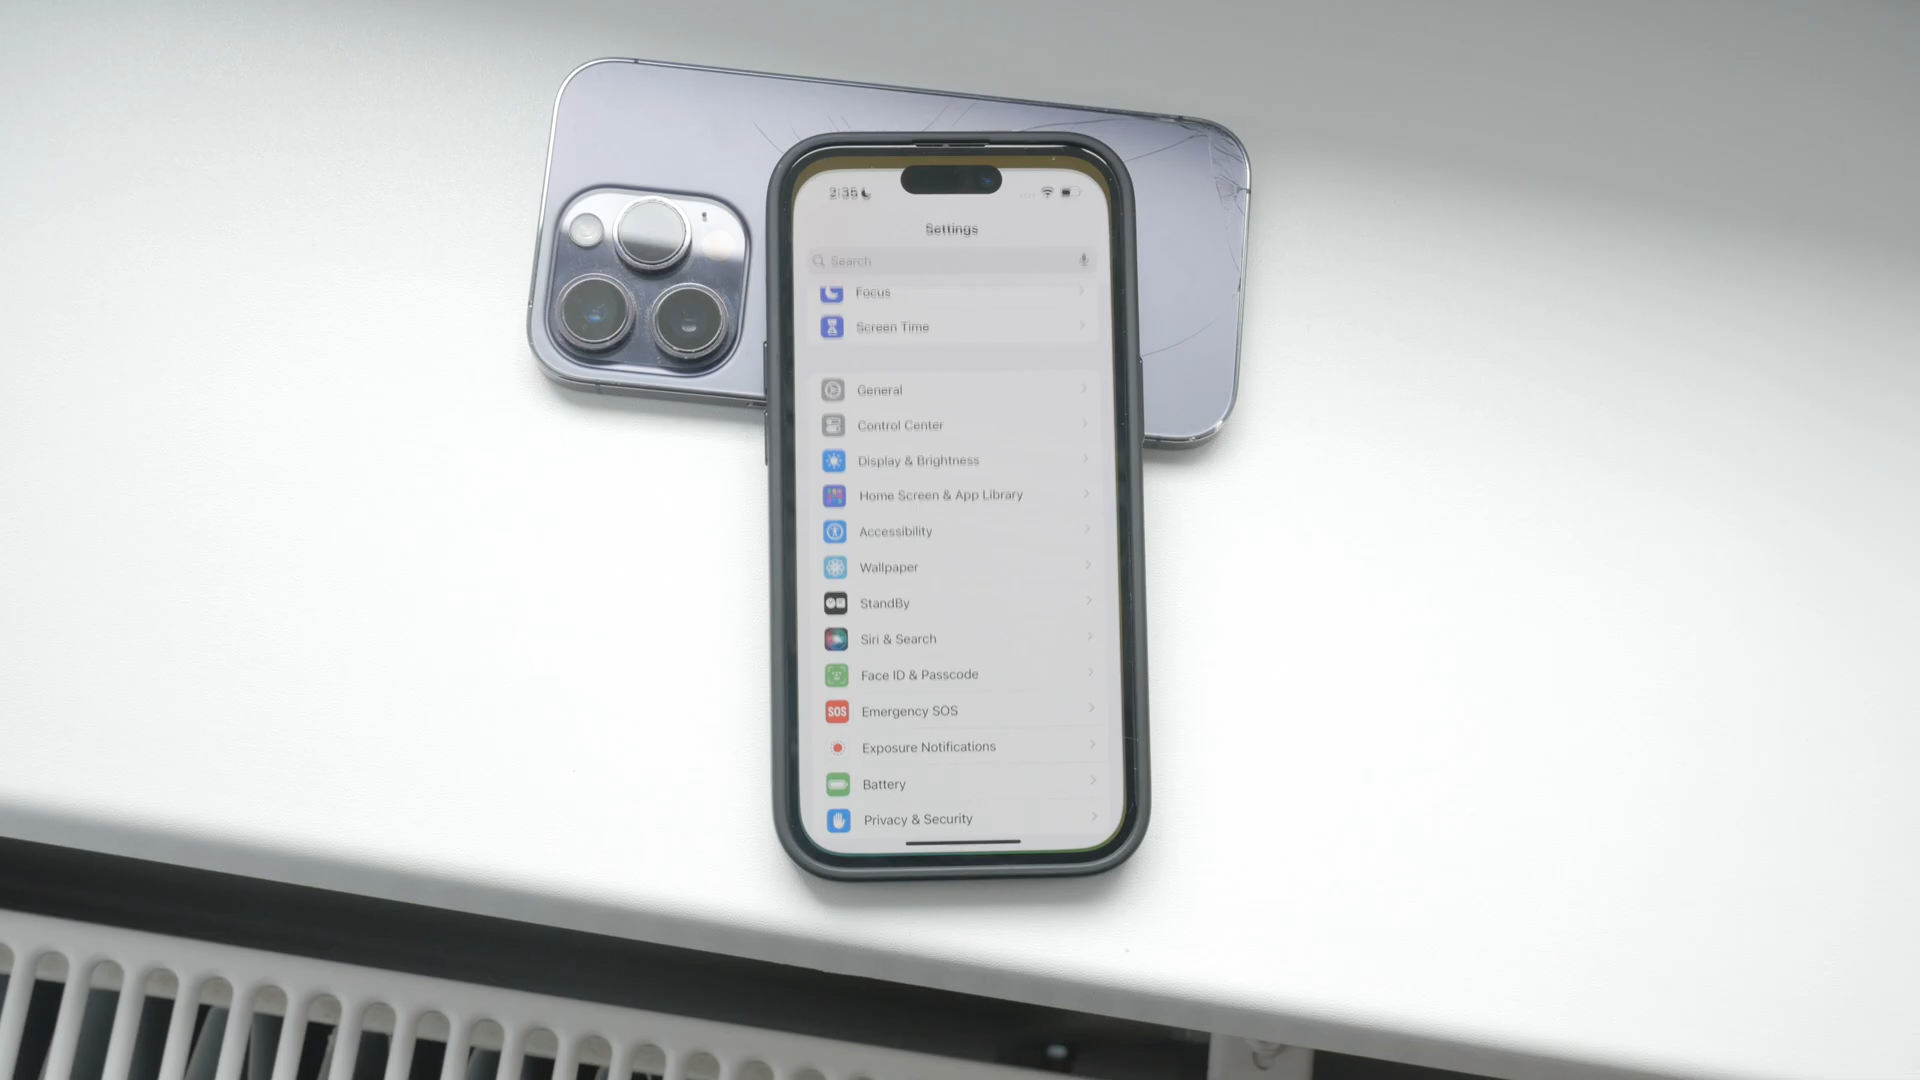 2:35
Settings
Search
Focus
Screen Time
General
Control Center
Display & Brightness
Home Screen & App Library
Accessibility
Wallpaper
StandBy
Siri & Search
Face ID & Passcode
SOS Emergency SOS
Exposure Notifications
Battery
Privacy & Security